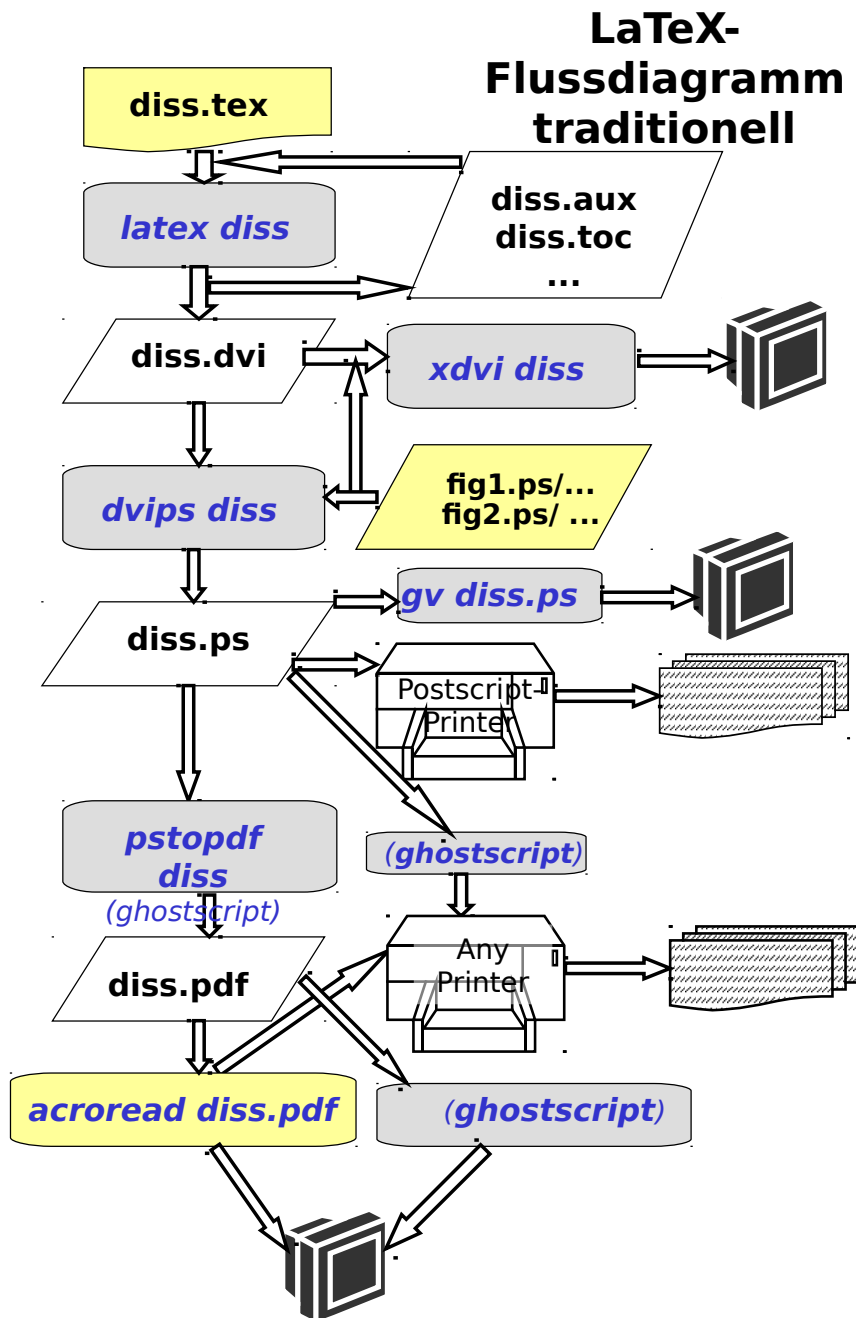 LaTeX-
Flussdiagramm
traditionell
diss.tex
diss.aux
diss.toc
...
latex diss
diss.dvi
xdvi diss
fig1.ps/...
fig2.ps/ ...
dvips diss
gv diss.ps
diss.ps
Postscript-
Printer
pstopdf
diss
(ghostscript)
(ghostscript)
Any
Printer
diss.pdf
acroread diss.pdf
(ghostscript)